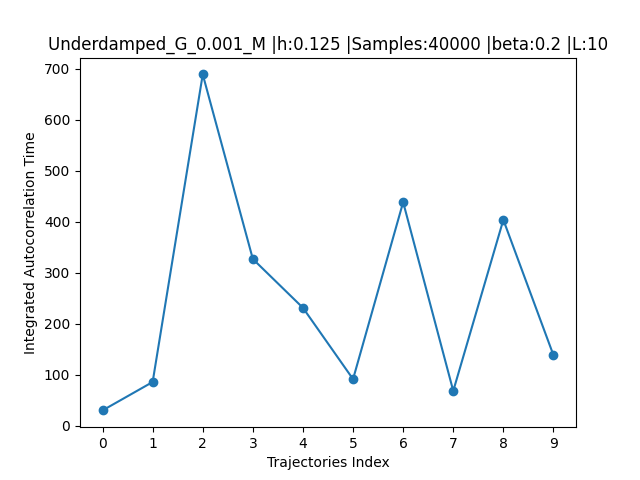 Underdamped_G_0.001_M |h:0.125 |Samples:40000 |beta:0.2 |L:10
700
600
500
400
300
200
100
0
Integrated Autocorrelation Time
0 1 2 3 4 5 6 7 8 9
Trajectories Index